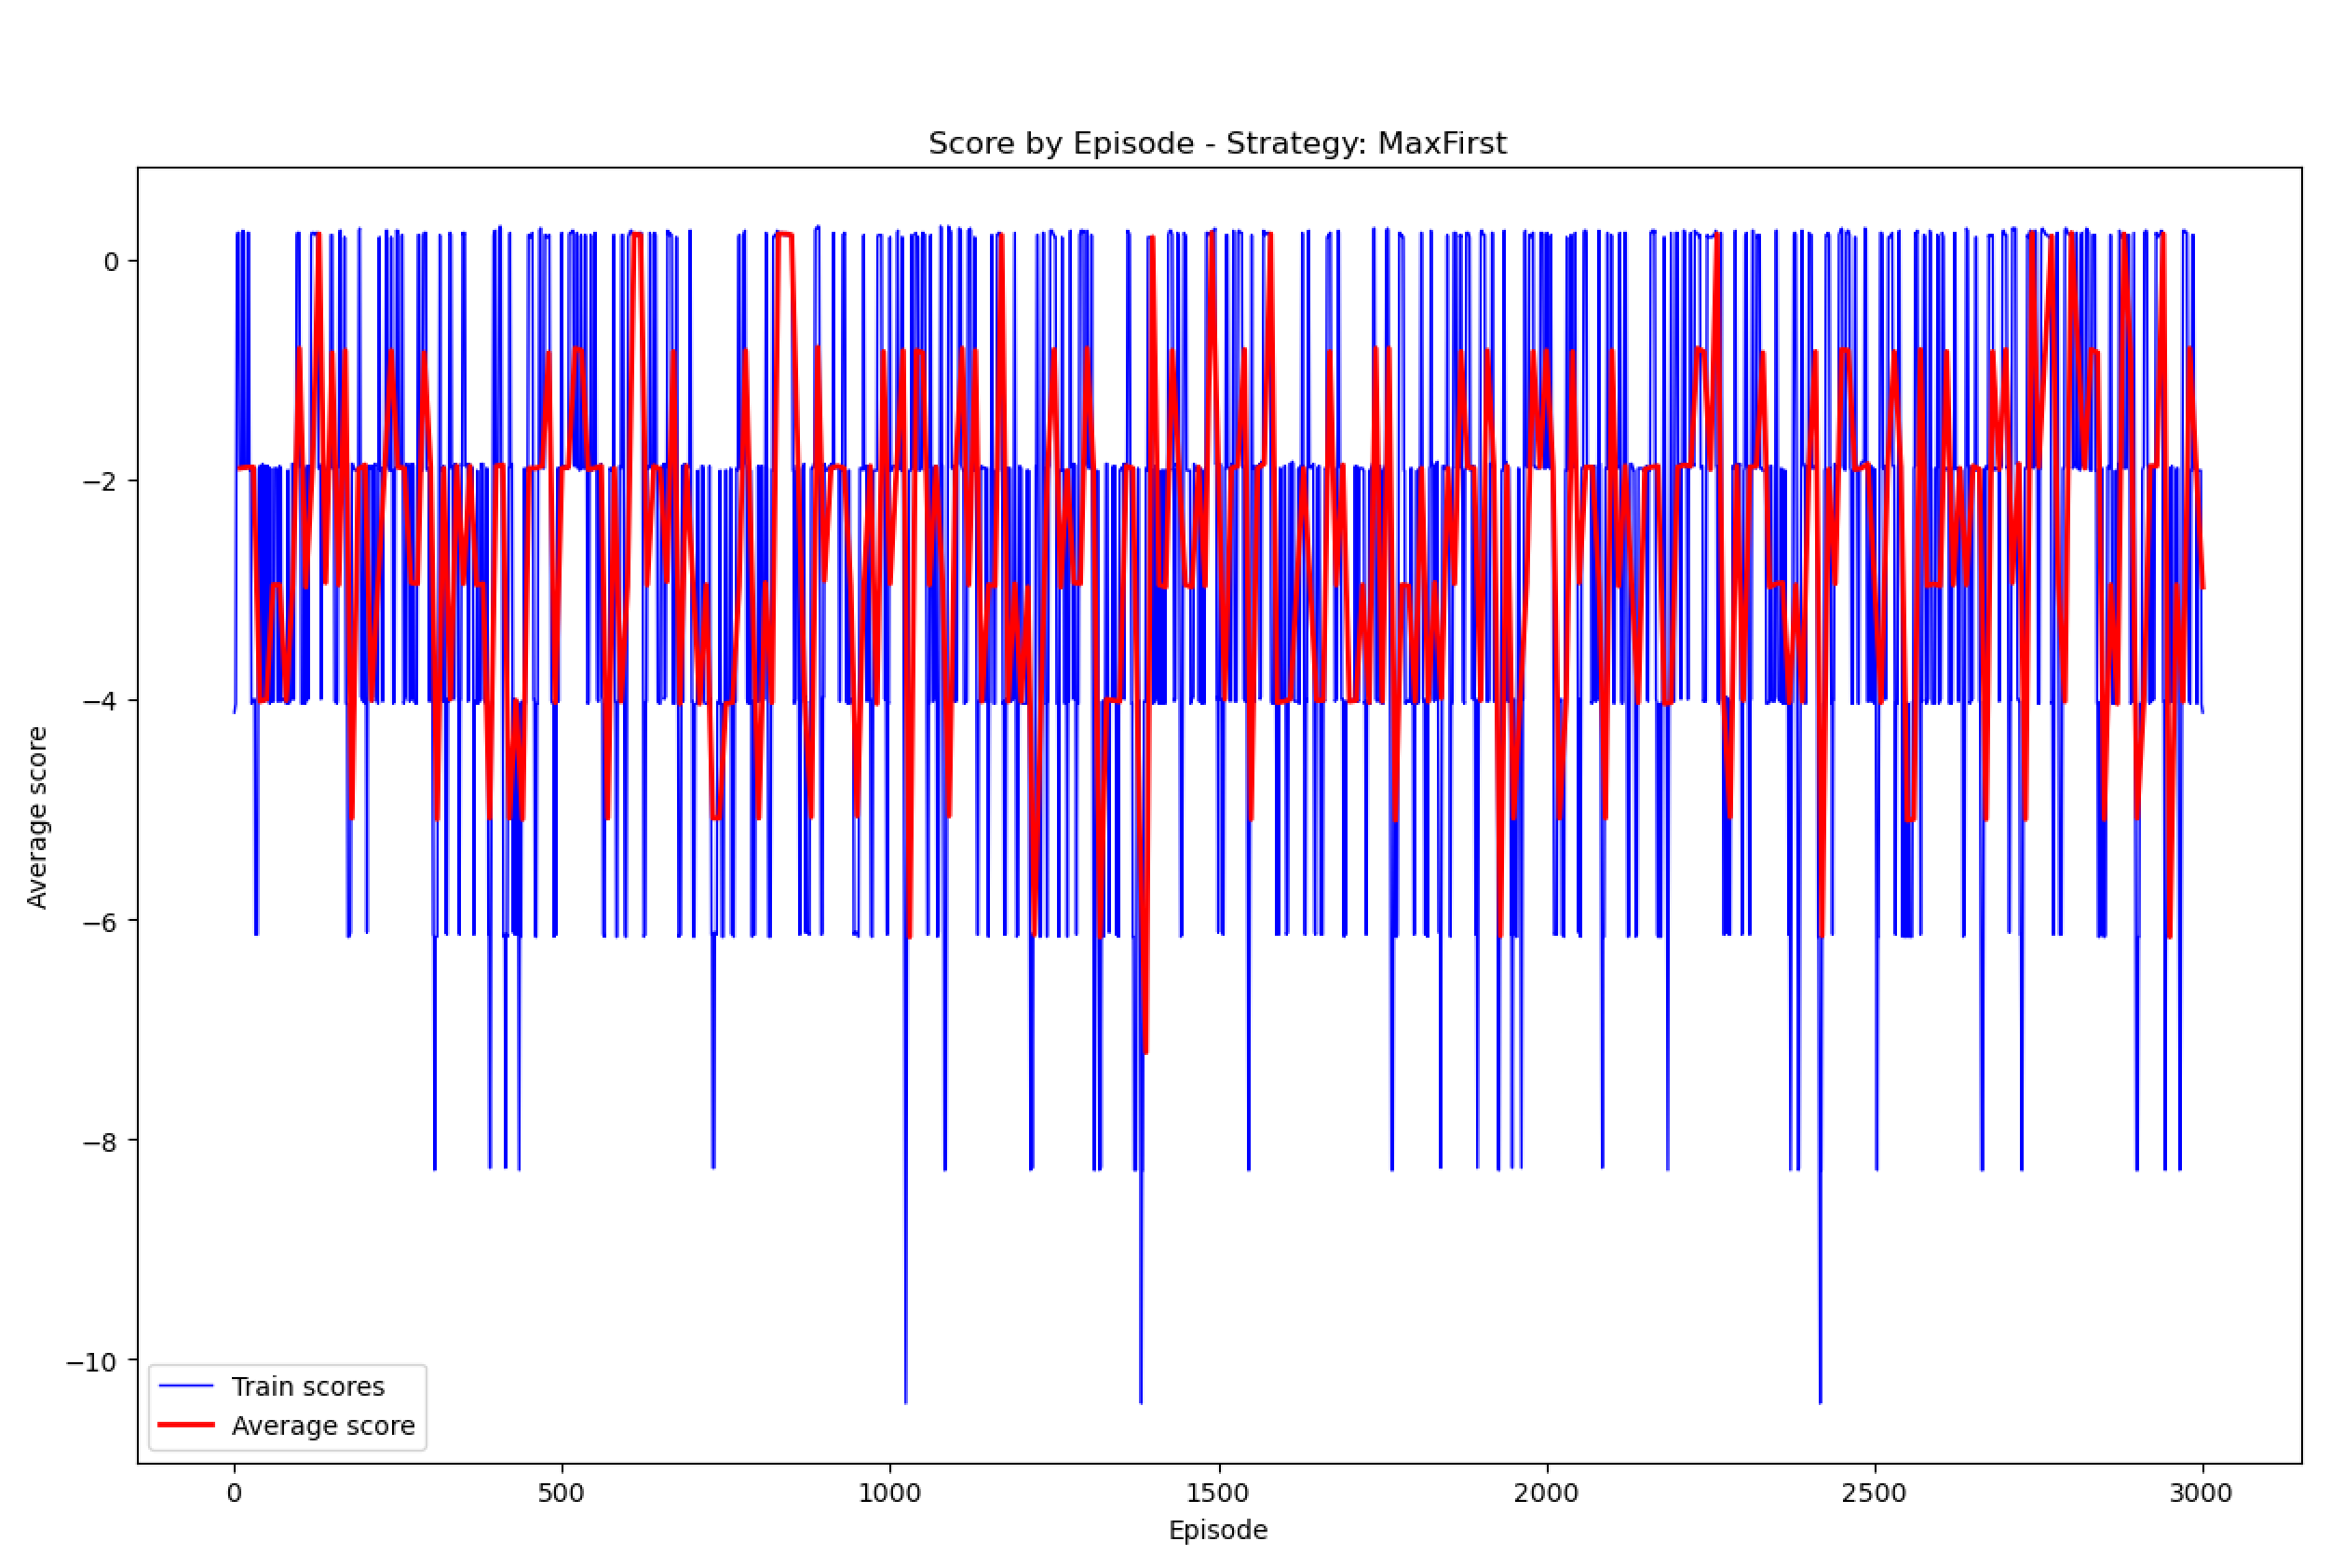 Score by Episode - Strategy: MaxFirst
Average score
0
−2
−4
−6
−8
−10
Train scores
Average score
0
500
1000
1500
2000
2500
3000
Episode